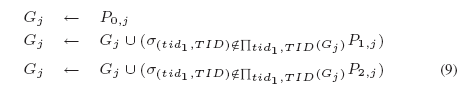 G_j ← P_{0,j}
G_j ← G_j ∪ (σ_{(tid_1,TID)∉∏_{tid_1,TID}(G_j)} P_{1,j})
G_j ← G_j ∪ (σ_{(tid_1,TID)∉∏_{tid_1,TID}(G_j)} P_{2,j}) (9)